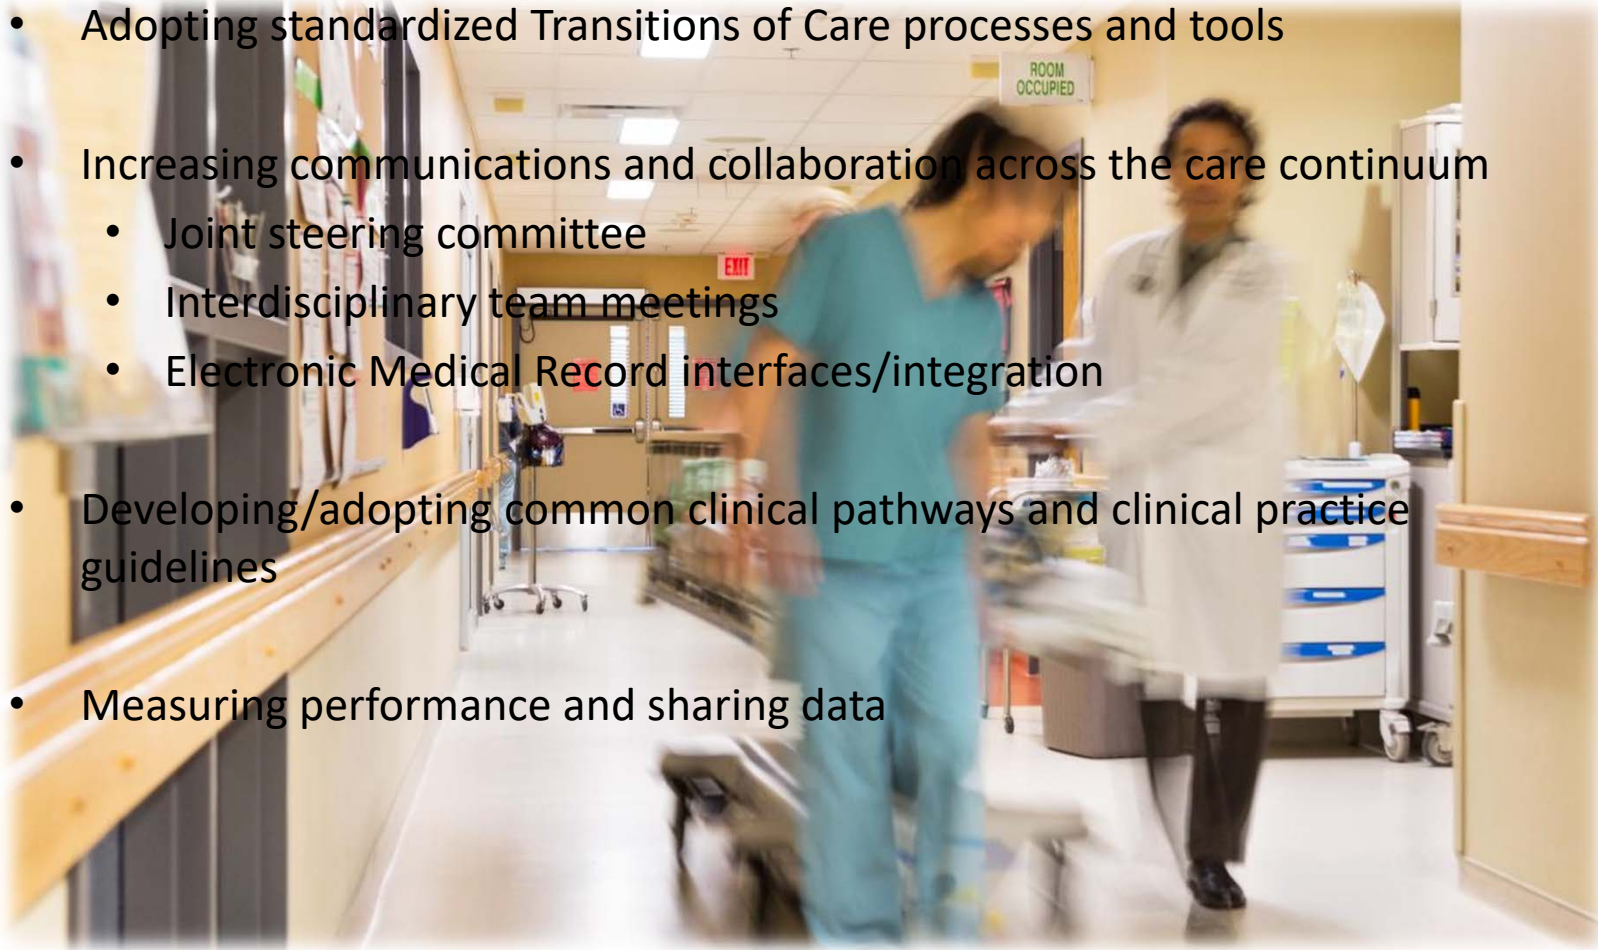 • Adopting standardized Transitions of Care processes and tools
ROOM
OCCUPIED
• Increasing communications and collaboration across the care continuum
• Joint steering committee
EXIT
• Interdisciplinary team meetings
• Electronic Medical Record interfaces/integration
• Developing/adopting common clinical pathways and clinical practice
guidelines
• Measuring performance and sharing data